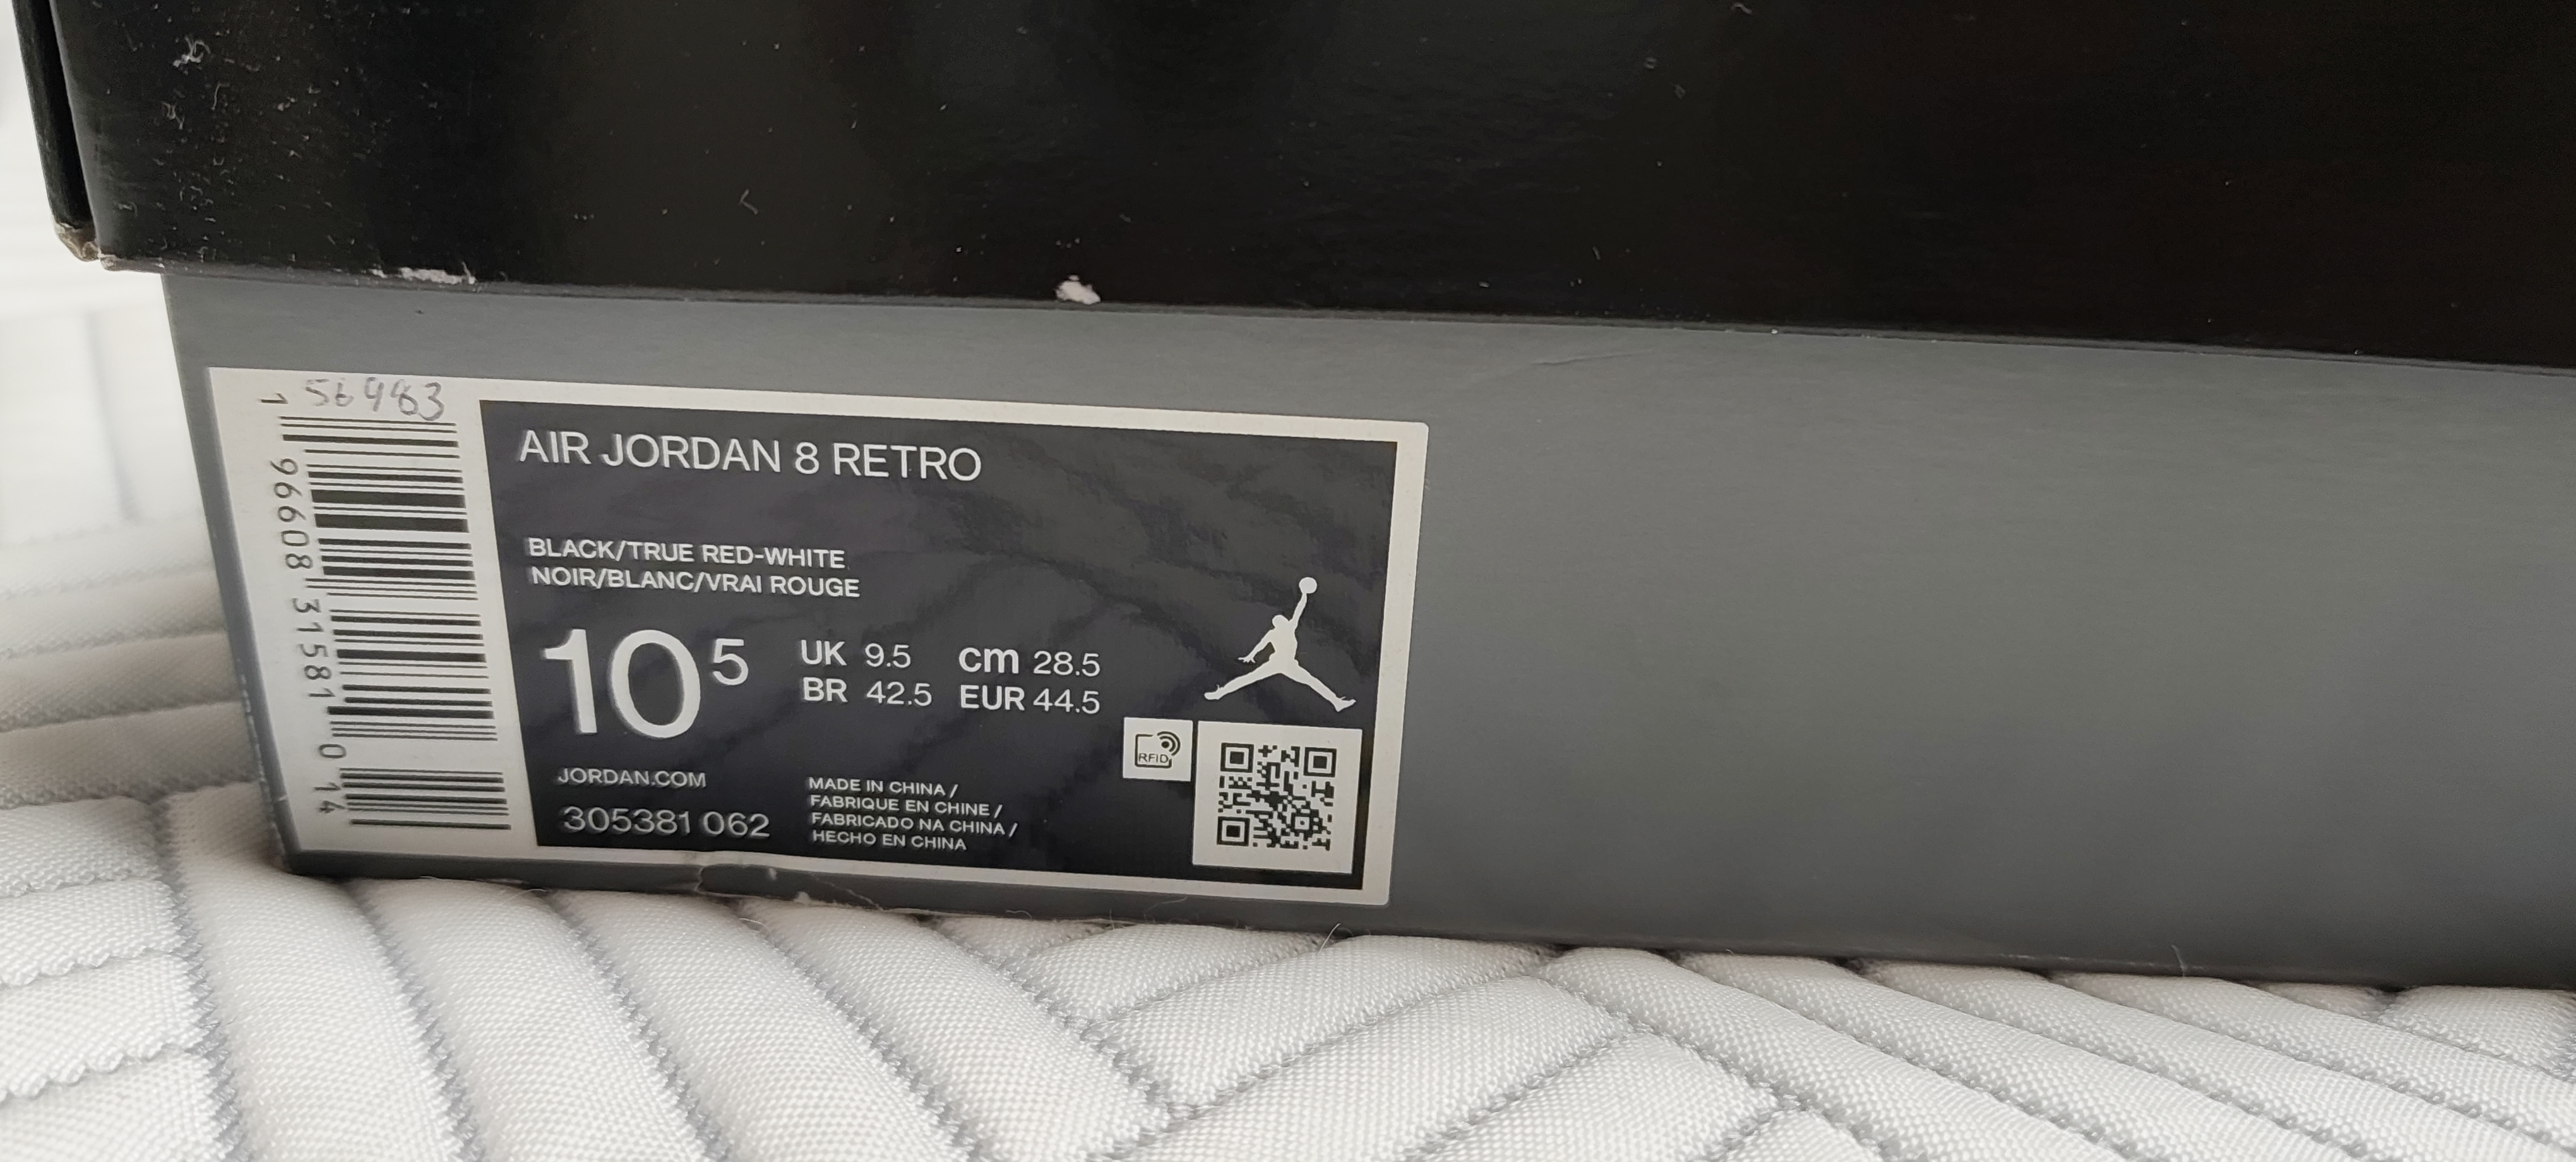 56983
1 96608 31581 0 14
AIR JORDAN 8 RETRO
BLACK/TRUE RED-WHITE
NOIR/BLANC/VRAI ROUGE
10 5
UK 9.5 cm 28.5
BR 42.5 EUR 44.5
RFID
JORDAN.COM
305381 062
MADE IN CHINA /
FABRIQUE EN CHINE /
FABRICADO NA CHINA /
HECHO EN CHINA